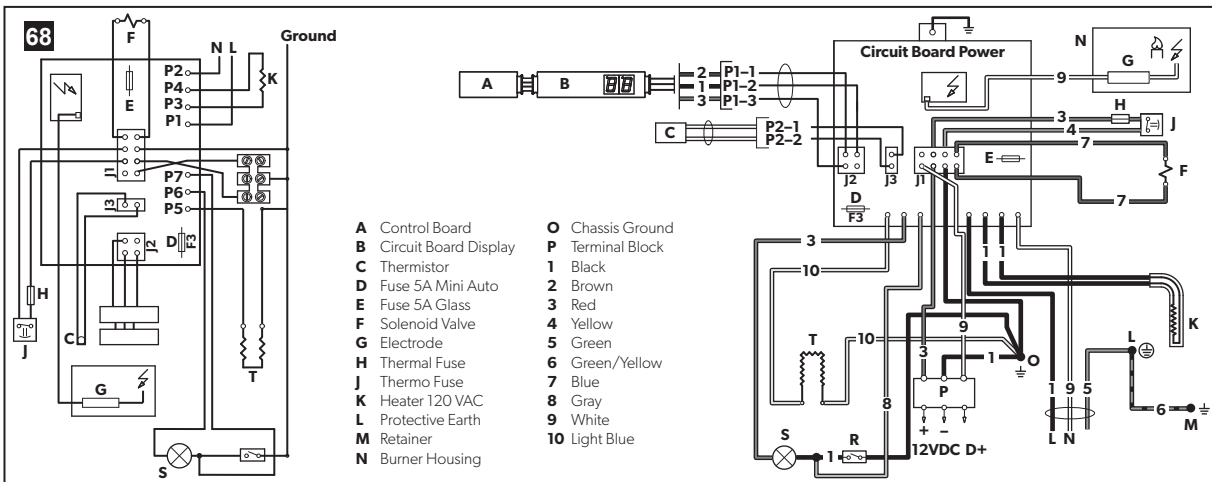 68
F
N L
Ground
P2
P4
K
P3
E
P1
J1
P7
P6
J3
P5
J2
D
F3
H
J
C
G
T
S
A Control Board
B Circuit Board Display
C Thermistor
D Fuse 5A Mini Auto
E Fuse 5A Glass
F Solenoid Valve
G Electrode
H Thermal Fuse
J Thermo Fuse
K Heater 120 VAC
L Protective Earth
M Retainer
N Burner Housing
O Chassis Ground
P Terminal Block
1 Black
2 Brown
3 Red
4 Yellow
5 Green
6 Green/Yellow
7 Blue
8 Gray
9 White
10 Light Blue
Circuit Board Power
N
G
9
A
B
2 P1-1
1 P1-2
3 P1-3
C
P2-1
P2-2
3
H
4
J
7
F
7
J2
J3
J1
E
D
F3
3
10
1
1
K
T
10
3
9
1
O
8
P
+ −
12VDC D+
S
1
R
1
9
5
L N
L
6
M